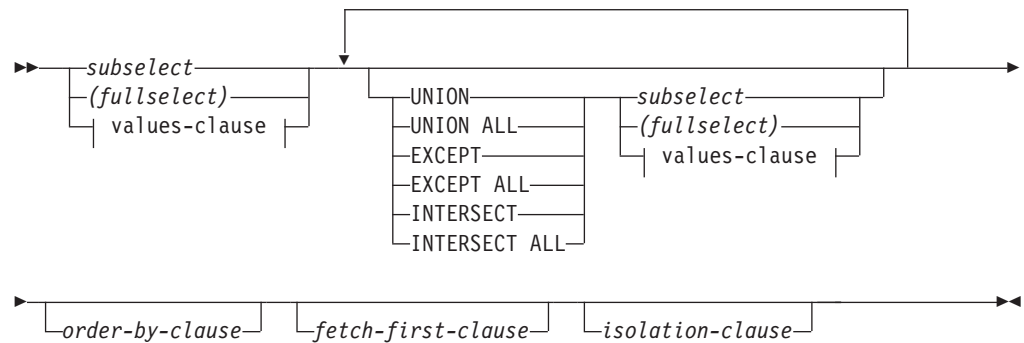 subselect
(fullselect)
values-clause
UNION
UNION ALL
EXCEPT
EXCEPT ALL
INTERSECT
INTERSECT ALL
subselect
(fullselect)
values-clause
order-by-clause
fetch-first-clause
isolation-clause